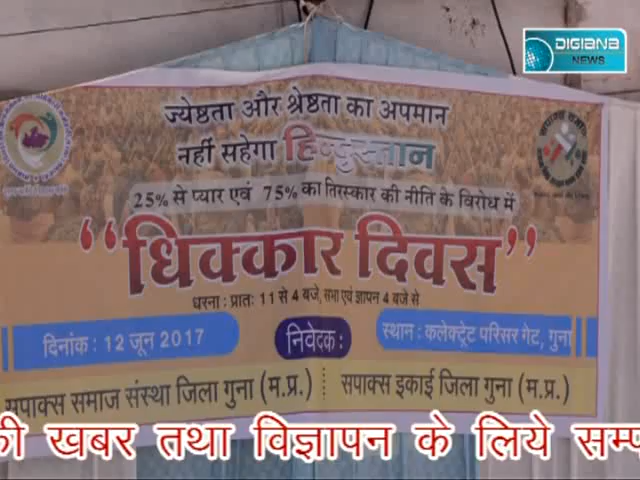 DIGIANA
NEWS
ज्येष्ठता और श्रेष्ठता का अपमान
नहीं सहेगा हिन्दुस्तान
25% से प्यार एवं 75% का तिरस्कार की नीति के विरोध में
“धिक्कार दिवस”
धरना : प्रातः 11 से 4 बजे, सभा एवं ज्ञापन 4 बजे से
दिनांक : 12 जून 2017 निवेदक : स्थान : कलेक्ट्रेट परिसर गेट, गुना
सपाक्स समाज संस्था जिला गुना (म.प्र.) सपाक्स इकाई जिला गुना (म.प्र.)
की खबर तथा विज्ञापन के लिये सम्प